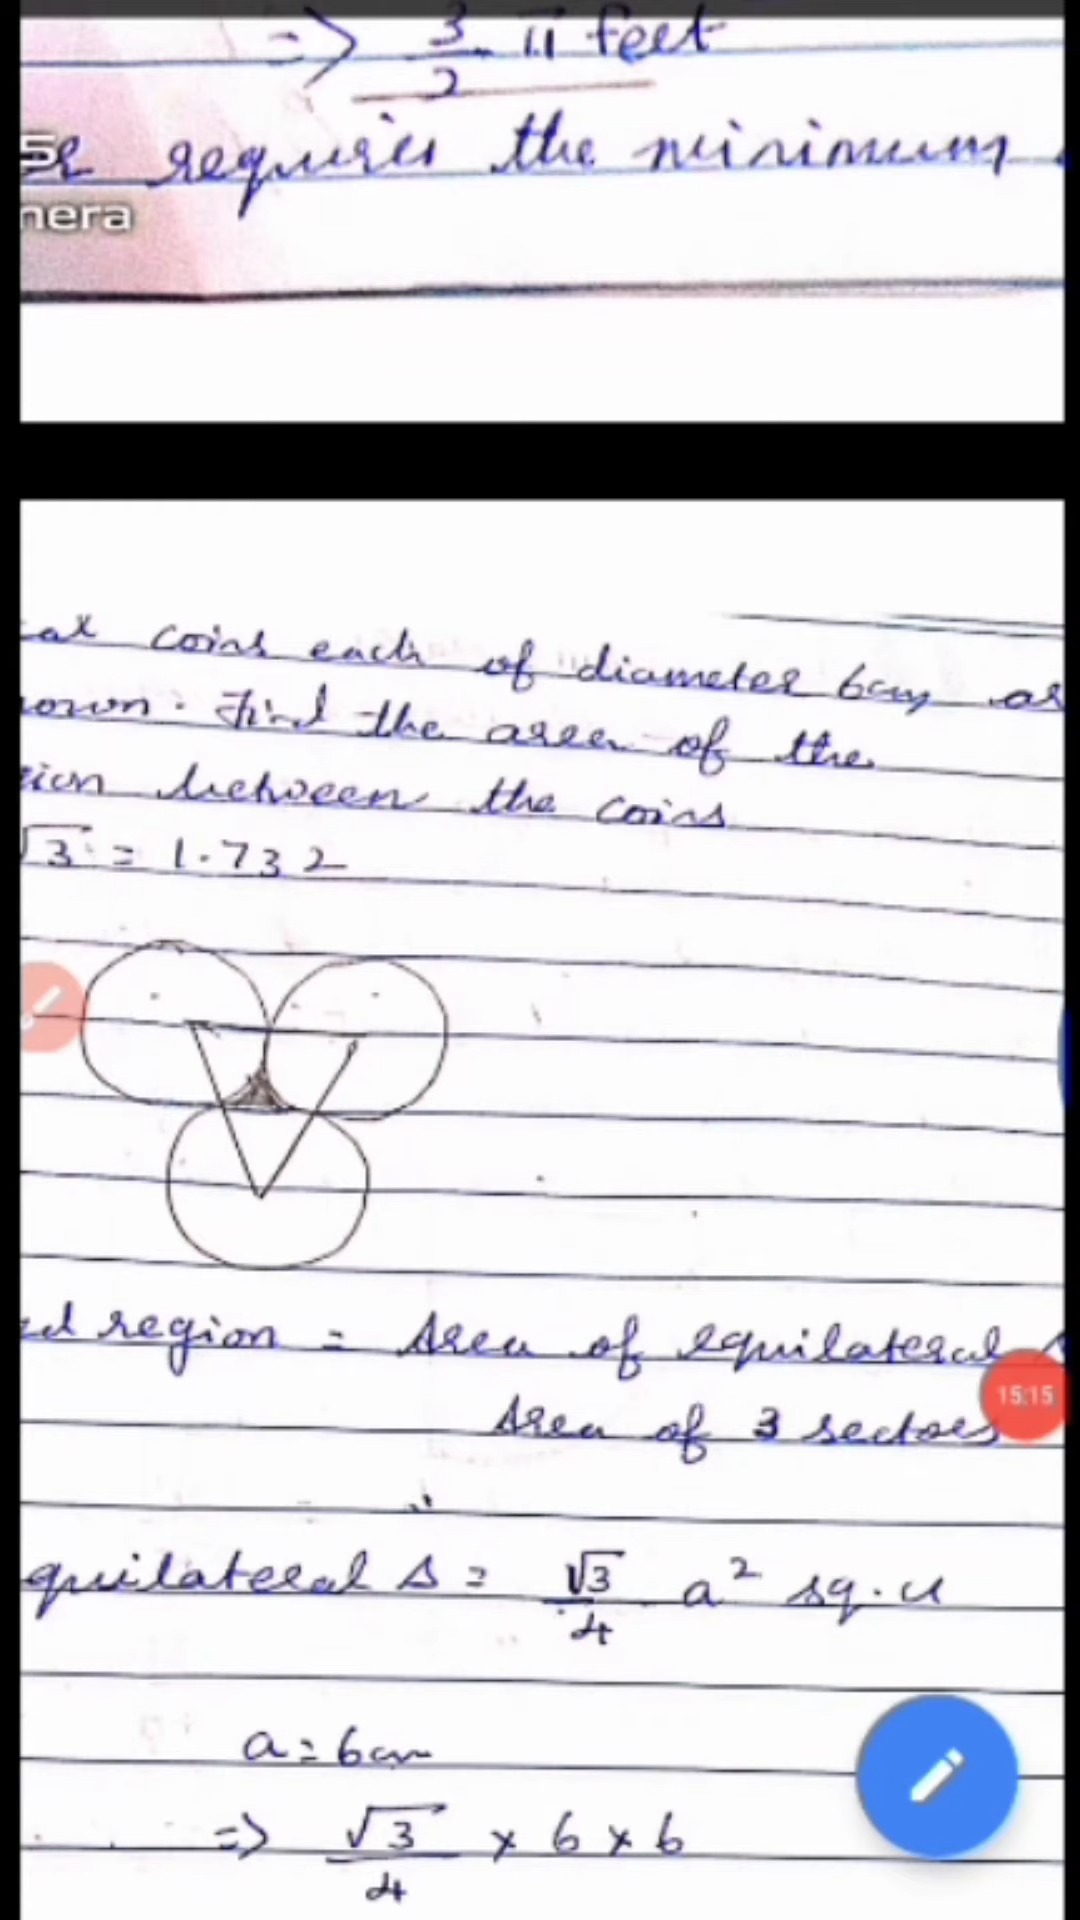 => 3/2 π feet
requires the minimum
mera
coins each of diameter 6cm
Find the area of the
between the coins
√3 = 1.732
region = Area of equilateral
15:15
Area of 3 sectors
quilateral Δ = √3/4 a² sq.u
a = 6cm
=> √3/4 × 6 × 6